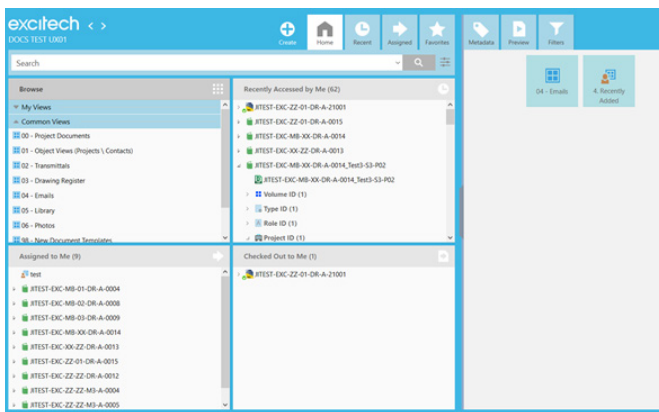 excitech < >
DOCS TEST UX01
Create
Home
Recent
Assigned
Favorites
Metadata
Preview
Filters
Search
Browse
My Views
Common Views
00 - Project Documents
01 - Object Views (Projects \ Contacts)
02 - Transmittals
03 - Drawing Register
04 - Emails
05 - Library
06 - Photos
98 - New Document Templates
Recently Accessed by Me (62)
JITEST-EXC-ZZ-01-DR-A-21001
JITEST-EXC-ZZ-01-DR-A-0015
JITEST-EXC-MB-XX-DR-A-0014
JITEST-EXC-XX-ZZ-DR-A-0013
JITEST-EXC-MB-XX-DR-A-0014_Test3-S3-P02
JITEST-EXC-MB-XX-DR-A-0014_Test3-S3-P02
Volume ID (1)
Type ID (1)
Role ID (1)
Project ID (1)
04 - Emails
4. Recently
Added
Assigned to Me (9)
test
JITEST-EXC-MB-01-DR-A-0004
JITEST-EXC-MB-02-DR-A-0008
JITEST-EXC-MB-03-DR-A-0009
JITEST-EXC-MB-XX-DR-A-0014
JITEST-EXC-XX-ZZ-DR-A-0013
JITEST-EXC-ZZ-01-DR-A-0015
JITEST-EXC-ZZ-ZZ-DR-A-0012
JITEST-EXC-ZZ-ZZ-M3-A-0004
JITEST-EXC-ZZ-ZZ-M3-A-0005
Checked Out to Me (1)
JITEST-EXC-ZZ-01-DR-A-21001